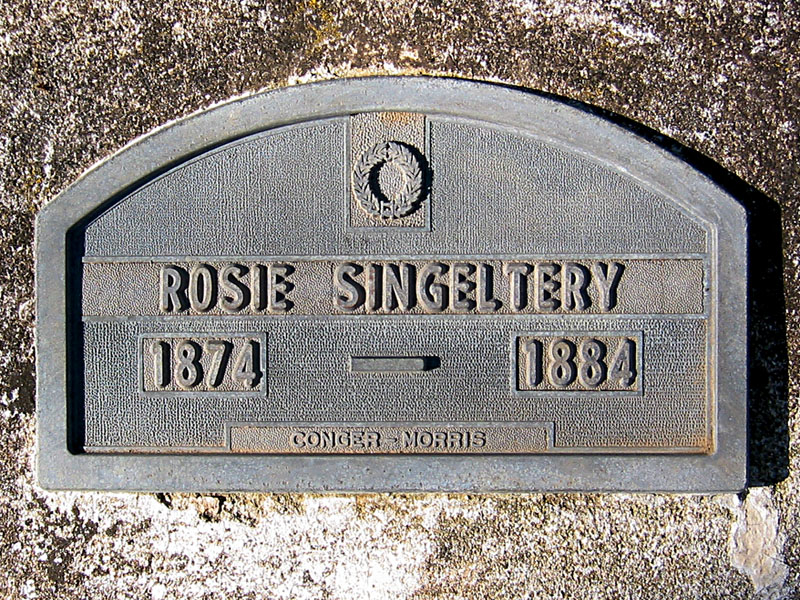 ROSIE SINGELTERY
1874 — 1884
CONGER - MORRIS